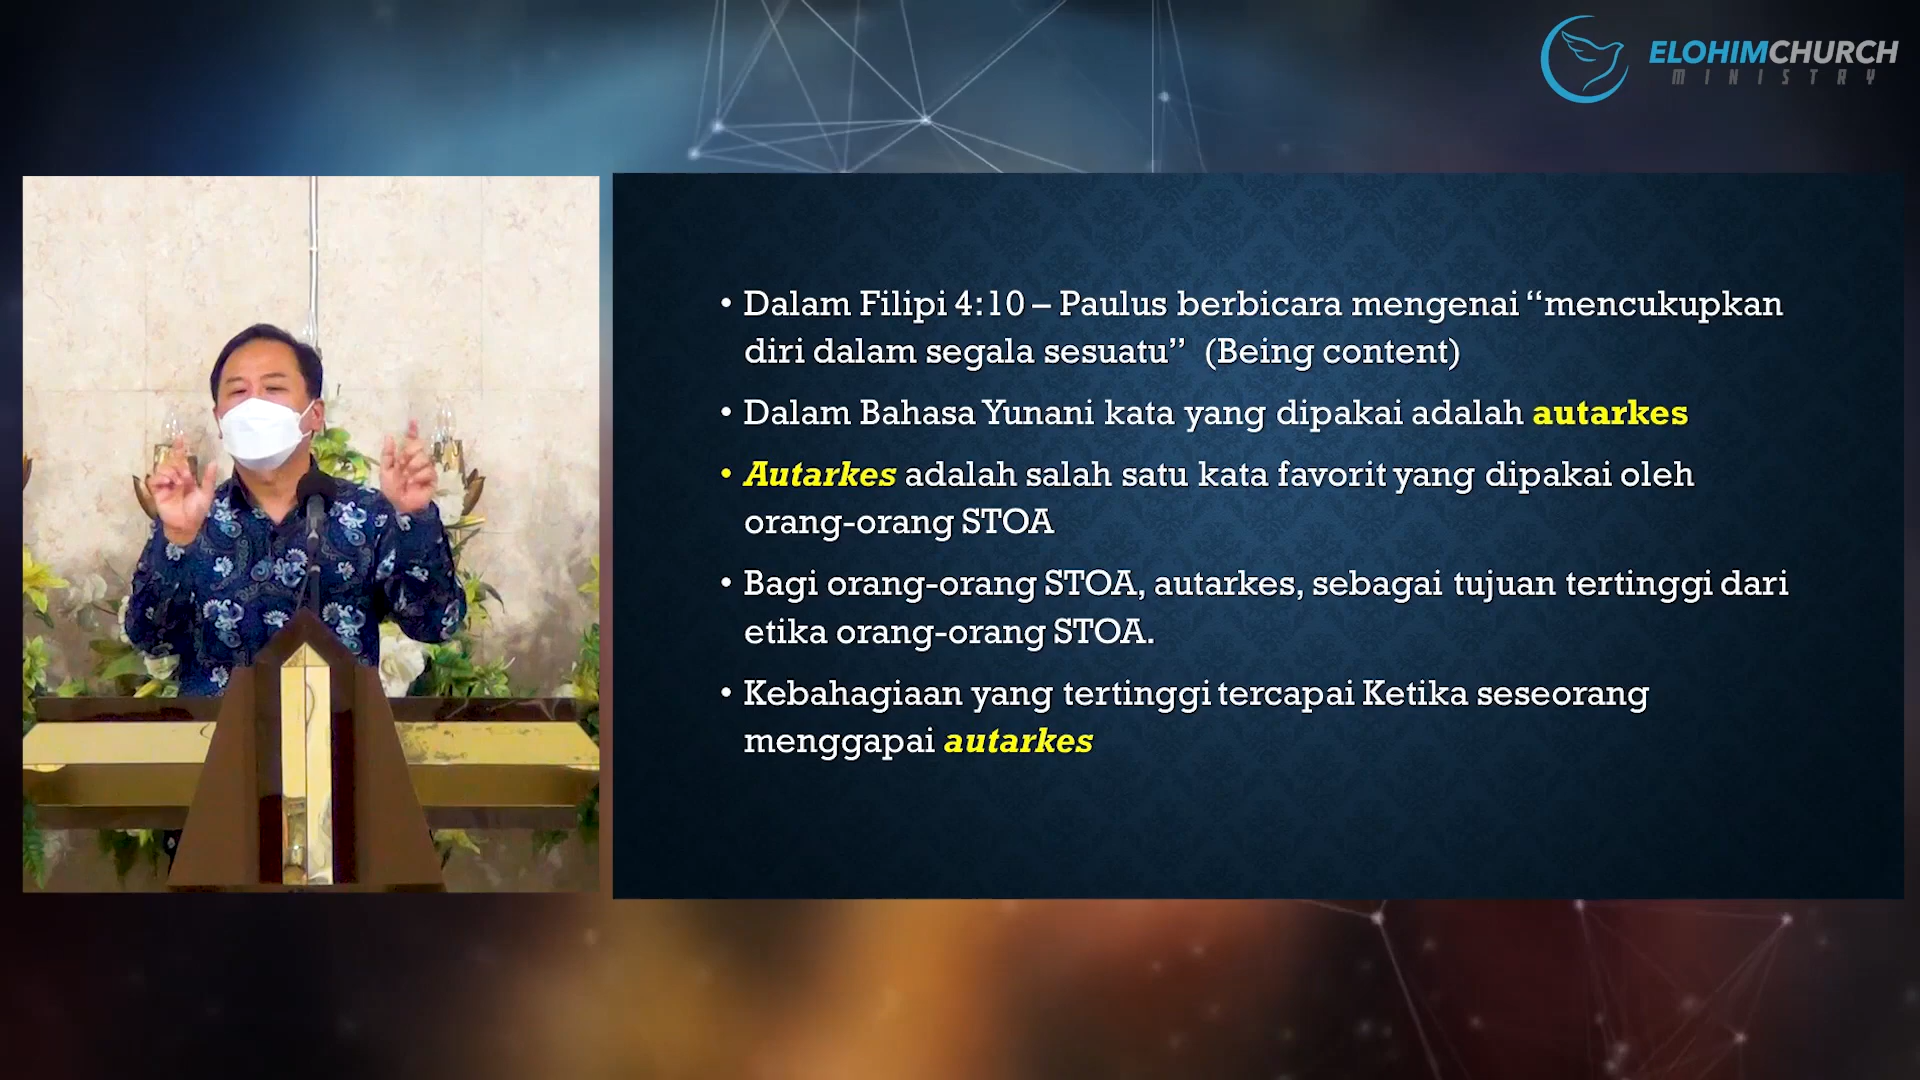 ELOHIMCHURCH
MINISTRY
• Dalam Filipi 4:10 – Paulus berbicara mengenai “mencukupkan
diri dalam segala sesuatu” (Being content)
• Dalam Bahasa Yunani kata yang dipakai adalah autarkes
• Autarkes adalah salah satu kata favorit yang dipakai oleh
orang-orang STOA
• Bagi orang-orang STOA, autarkes, sebagai tujuan tertinggi dari
etika orang-orang STOA.
• Kebahagiaan yang tertinggi tercapai Ketika seseorang
menggapai autarkes